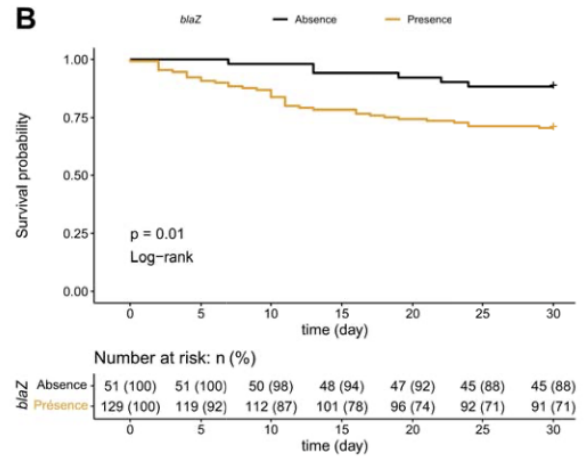 B
blaZ Absence Presence
1.00
0.75
0.50
0.25
0.00
Survival probability
p = 0.01
Log−rank
0 5 10 15 20 25 30
time (day)
Number at risk: n (%)
blaZ
Absence 51 (100) 51 (100) 50 (98) 48 (94) 47 (92) 45 (88) 45 (88)
Présence 129 (100) 119 (92) 112 (87) 101 (78) 96 (74) 92 (71) 91 (71)
0 5 10 15 20 25 30
time (day)